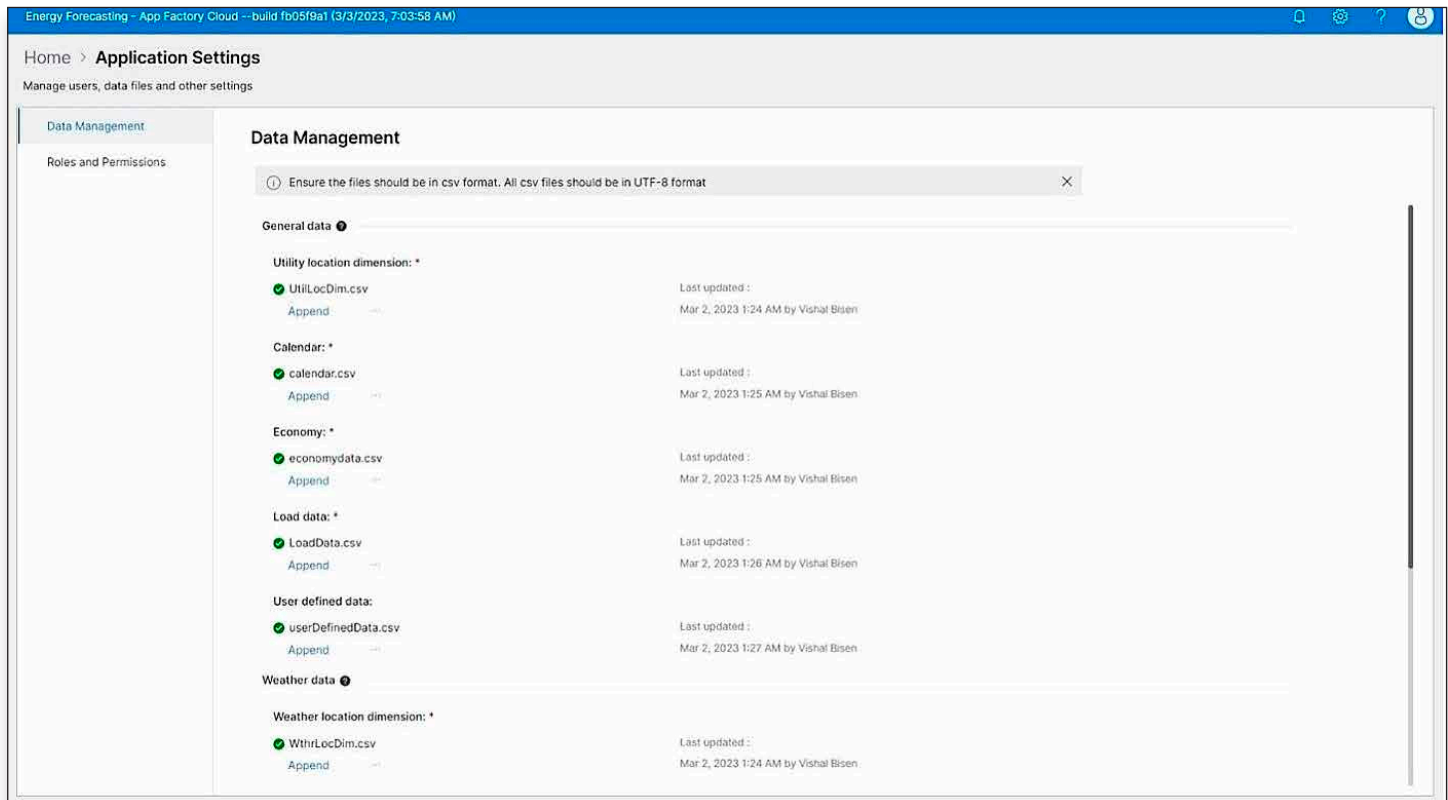 Energy Forecasting - App Factory Cloud --build fb05f9a1 (3/3/2023, 7:03:58 AM)
Home > Application Settings
Manage users, data files and other settings
Data Management
Roles and Permissions
Data Management
Ensure the files should be in csv format. All csv files should be in UTF-8 format
General data
Utility location dimension: *
UtilLocDim.csv
Last updated :
Append
Mar 2, 2023 1:24 AM by Vishal Bisen
Calendar: *
calendar.csv
Last updated :
Append
Mar 2, 2023 1:25 AM by Vishal Bisen
Economy: *
economydata.csv
Last updated :
Append
Mar 2, 2023 1:25 AM by Vishal Bisen
Load data: *
LoadData.csv
Last updated :
Append
Mar 2, 2023 1:26 AM by Vishal Bisen
User defined data:
userDefinedData.csv
Last updated :
Append
Mar 2, 2023 1:27 AM by Vishal Bisen
Weather data
Weather location dimension: *
WthrLocDim.csv
Last updated :
Append
Mar 2, 2023 1:24 AM by Vishal Bisen